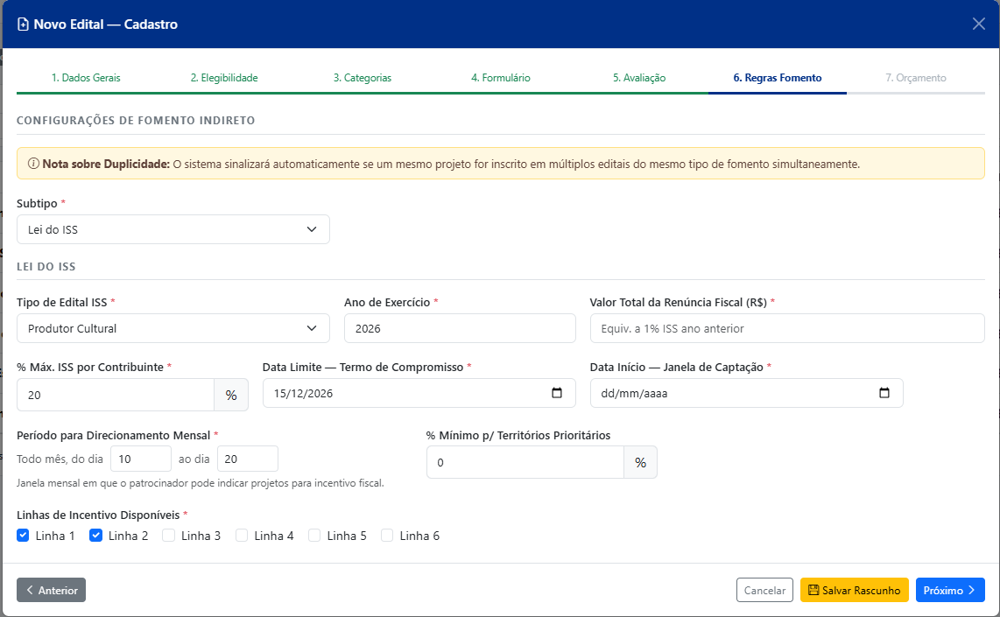 Novo Edital — Cadastro
1. Dados Gerais
2. Elegibilidade
3. Categorias
4. Formulário
5. Avaliação
6. Regras Fomento
7. Orçamento
CONFIGURAÇÕES DE FOMENTO INDIRETO
Nota sobre Duplicidade: O sistema sinalizará automaticamente se um mesmo projeto for inscrito em múltiplos editais do mesmo tipo de fomento simultaneamente.
Subtipo *
Lei do ISS
LEI DO ISS
Tipo de Edital ISS *
Produtor Cultural
Ano de Exercício *
2026
Valor Total da Renúncia Fiscal (R$) *
Equiv. a 1% ISS ano anterior
% Máx. ISS por Contribuinte *
20 %
Data Limite — Termo de Compromisso *
15/12/2026
Data Início — Janela de Captação *
dd/mm/aaaa
Período para Direcionamento Mensal *
Todo mês, do dia 10 ao dia 20
Janela mensal em que o patrocinador pode indicar projetos para incentivo fiscal.
% Mínimo p/ Territórios Prioritários
0 %
Linhas de Incentivo Disponíveis *
Linha 1 Linha 2 Linha 3 Linha 4 Linha 5 Linha 6
Anterior
Cancelar
Salvar Rascunho
Próximo